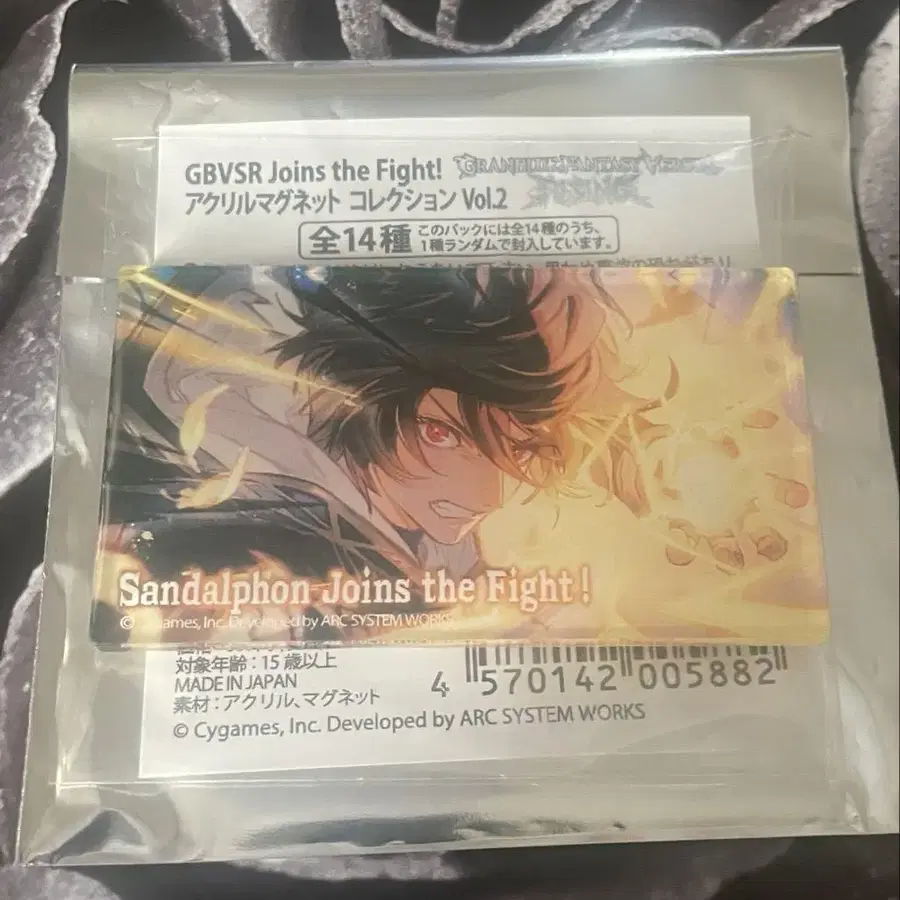 GBVSR Joins the Fight!
GRANBLUE FANTASY VERSUS
RISING
アクリルマグネット コレクション Vol.2
全14種 このパックには全14種のうち、
1種ランダムで封入しています。
Sandalphon Joins the Fight!
© Cygames, Inc. Developed by ARC SYSTEM WORKS
対象年齢:15歳以上
MADE IN JAPAN
素材:アクリル、マグネット
4 570142 005882
© Cygames, Inc. Developed by ARC SYSTEM WORKS